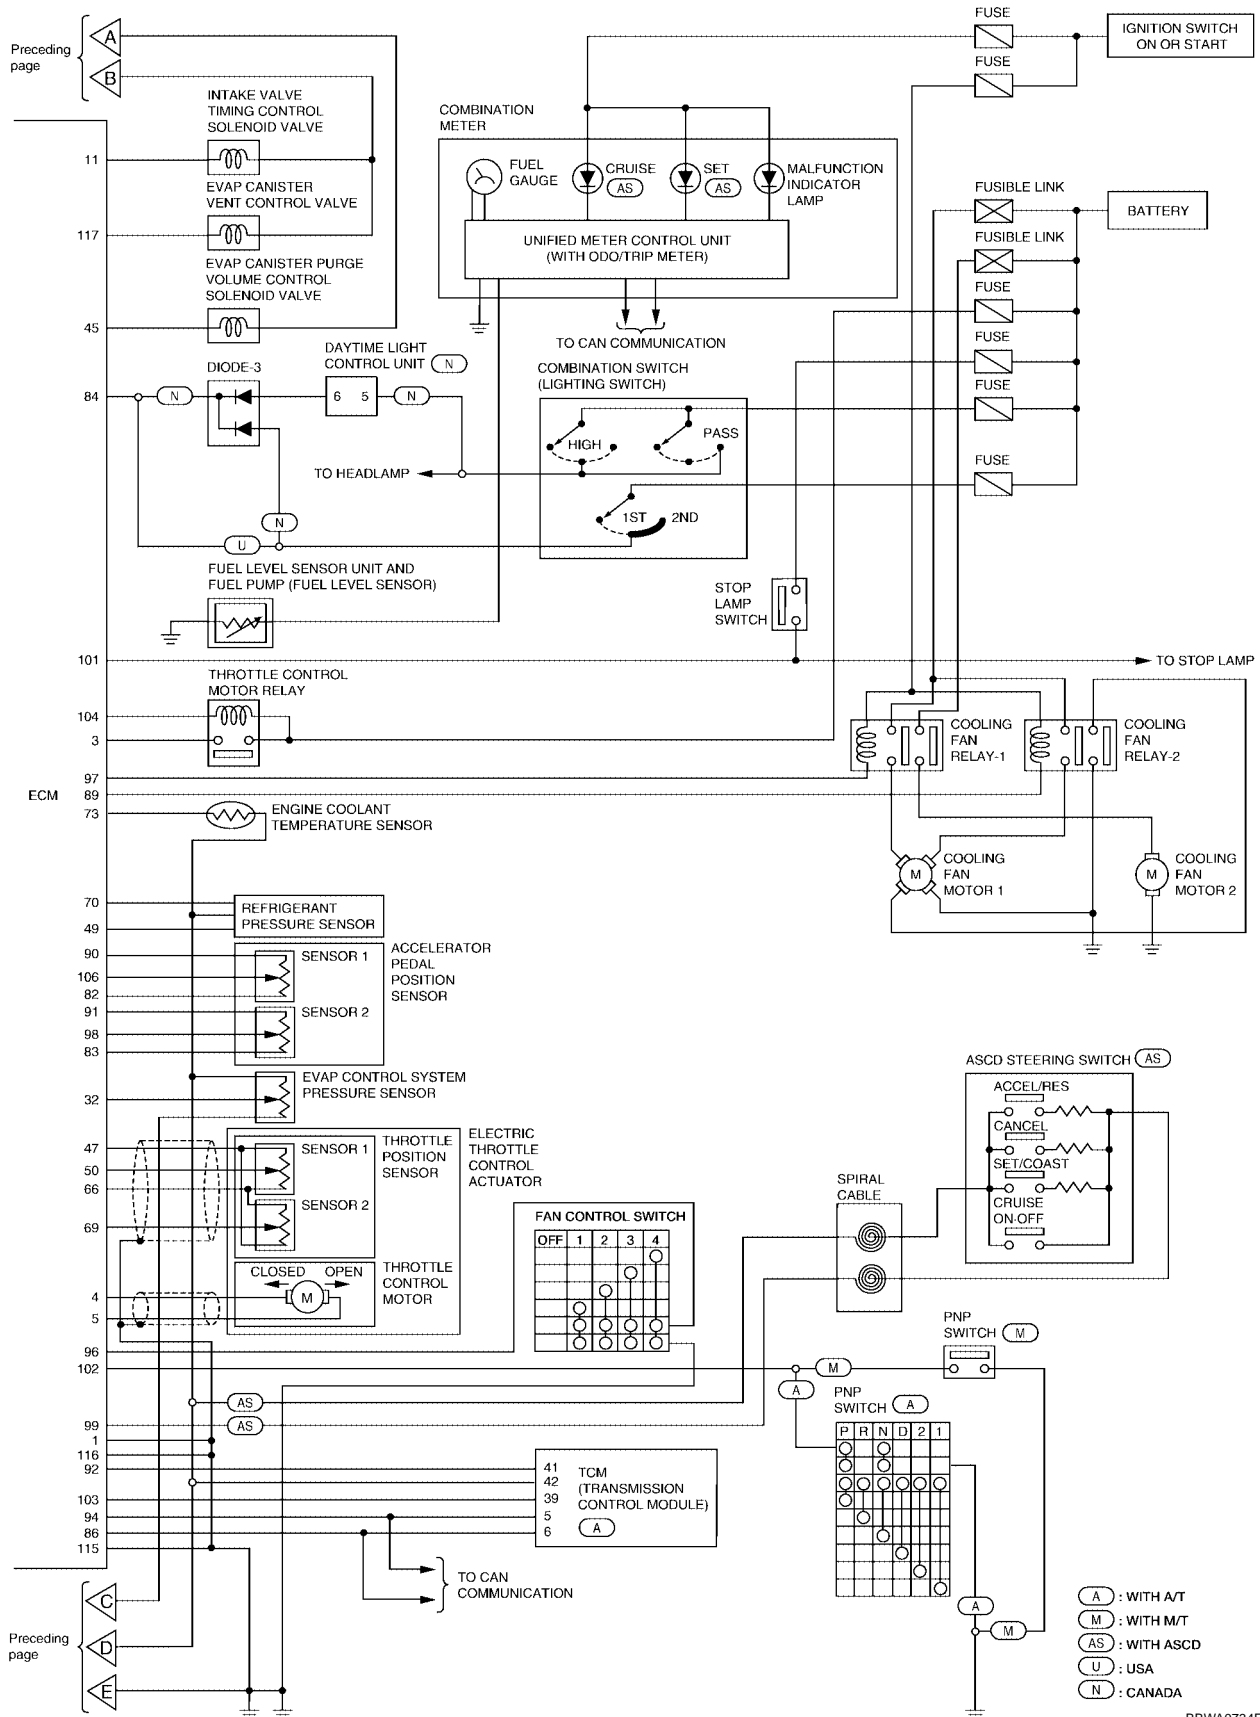 Preceding
page
A
B
FUSE
IGNITION SWITCH
ON OR START
FUSE
INTAKE VALVE
TIMING CONTROL
SOLENOID VALVE
COMBINATION
METER
11
FUEL
GAUGE
CRUISE
AS
SET
AS
MALFUNCTION
INDICATOR
LAMP
EVAP CANISTER
VENT CONTROL VALVE
FUSIBLE LINK
BATTERY
117
UNIFIED METER CONTROL UNIT
(WITH ODO/TRIP METER)
FUSIBLE LINK
EVAP CANISTER PURGE
VOLUME CONTROL
SOLENOID VALVE
FUSE
45
TO CAN COMMUNICATION
FUSE
DAYTIME LIGHT
CONTROL UNIT
N
DIODE-3
COMBINATION SWITCH
(LIGHTING SWITCH)
FUSE
84
N
6 5
N
HIGH
PASS
TO HEADLAMP
FUSE
1ST
2ND
N
U
FUEL LEVEL SENSOR UNIT AND
FUEL PUMP (FUEL LEVEL SENSOR)
STOP
LAMP
SWITCH
101
TO STOP LAMP
THROTTLE CONTROL
MOTOR RELAY
104
3
COOLING
FAN
RELAY-1
COOLING
FAN
RELAY-2
97
ECM
89
73
ENGINE COOLANT
TEMPERATURE SENSOR
M
COOLING
FAN
MOTOR 1
M
COOLING
FAN
MOTOR 2
70
49
REFRIGERANT
PRESSURE SENSOR
90
106
82
91
98
83
SENSOR 1
SENSOR 2
ACCELERATOR
PEDAL
POSITION
SENSOR
ASCD STEERING SWITCH
AS
ACCEL/RES
CANCEL
SET/COAST
CRUISE
ON·OFF
32
EVAP CONTROL SYSTEM
PRESSURE SENSOR
47
50
66
69
SENSOR 1
SENSOR 2
THROTTLE
POSITION
SENSOR
ELECTRIC
THROTTLE
CONTROL
ACTUATOR
SPIRAL
CABLE
FAN CONTROL SWITCH
OFF 1 2 3 4
4
5
CLOSED OPEN
M
THROTTLE
CONTROL
MOTOR
PNP
SWITCH
M
96
102
M
A
PNP
SWITCH
A
AS
99
AS
P R N D 2 1
1
116
92
103
94
86
115
41
42
39
5
6
TCM
(TRANSMISSION
CONTROL MODULE)
A
TO CAN
COMMUNICATION
C
Preceding
page
D
E
A
M
A : WITH A/T
M : WITH M/T
AS : WITH ASCD
U : USA
N : CANADA